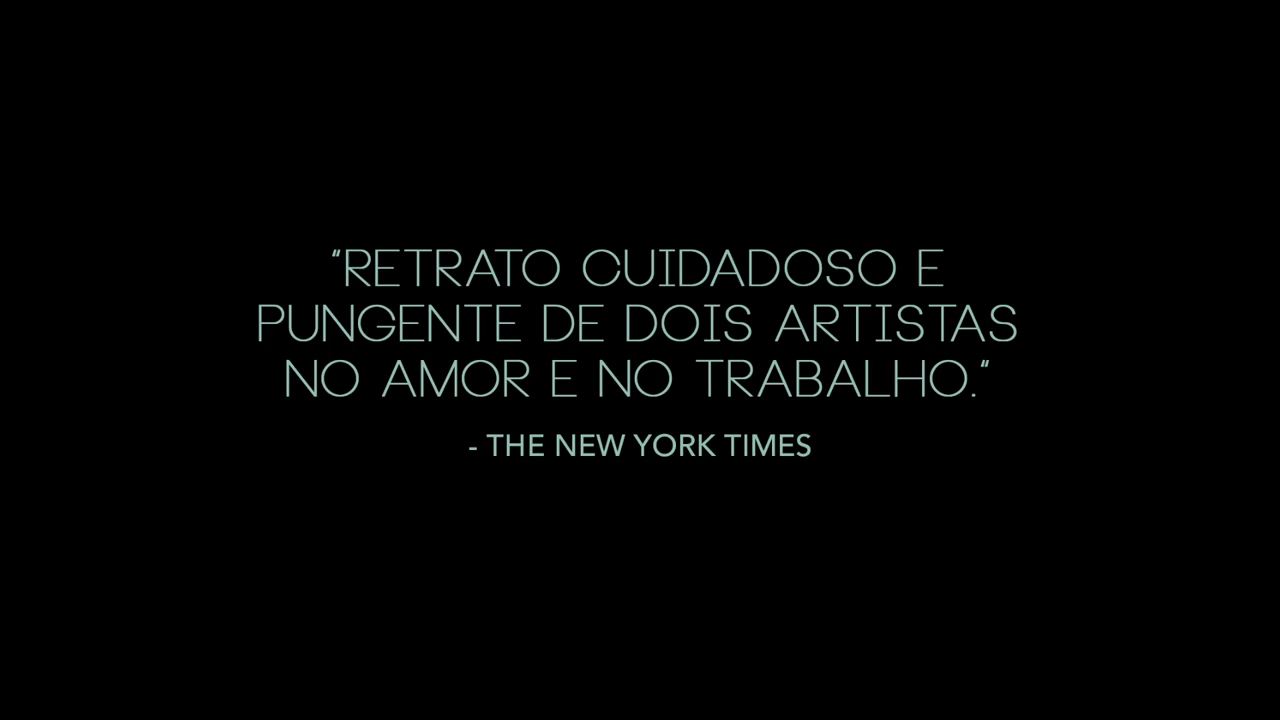 “RETRATO CUIDADOSO E
PUNGENTE DE DOIS ARTISTAS
NO AMOR E NO TRABALHO.“
- THE NEW YORK TIMES